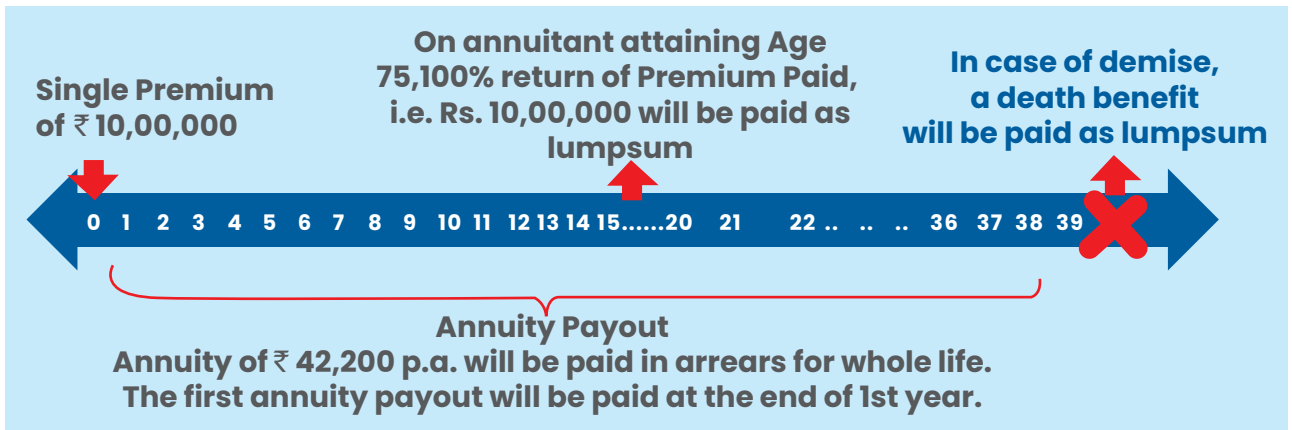 Single Premium
of ₹ 10,00,000
On annuitant attaining Age
75,100% return of Premium Paid,
i.e. Rs. 10,00,000 will be paid as
lumpsum
In case of demise,
a death benefit
will be paid as lumpsum
0 1 2 3 4 5 6 7 8 9 10 11 12 13 14 15......20 21 22 .. .. .. 36 37 38 39
Annuity Payout
Annuity of ₹ 42,200 p.a. will be paid in arrears for whole life.
The first annuity payout will be paid at the end of 1st year.